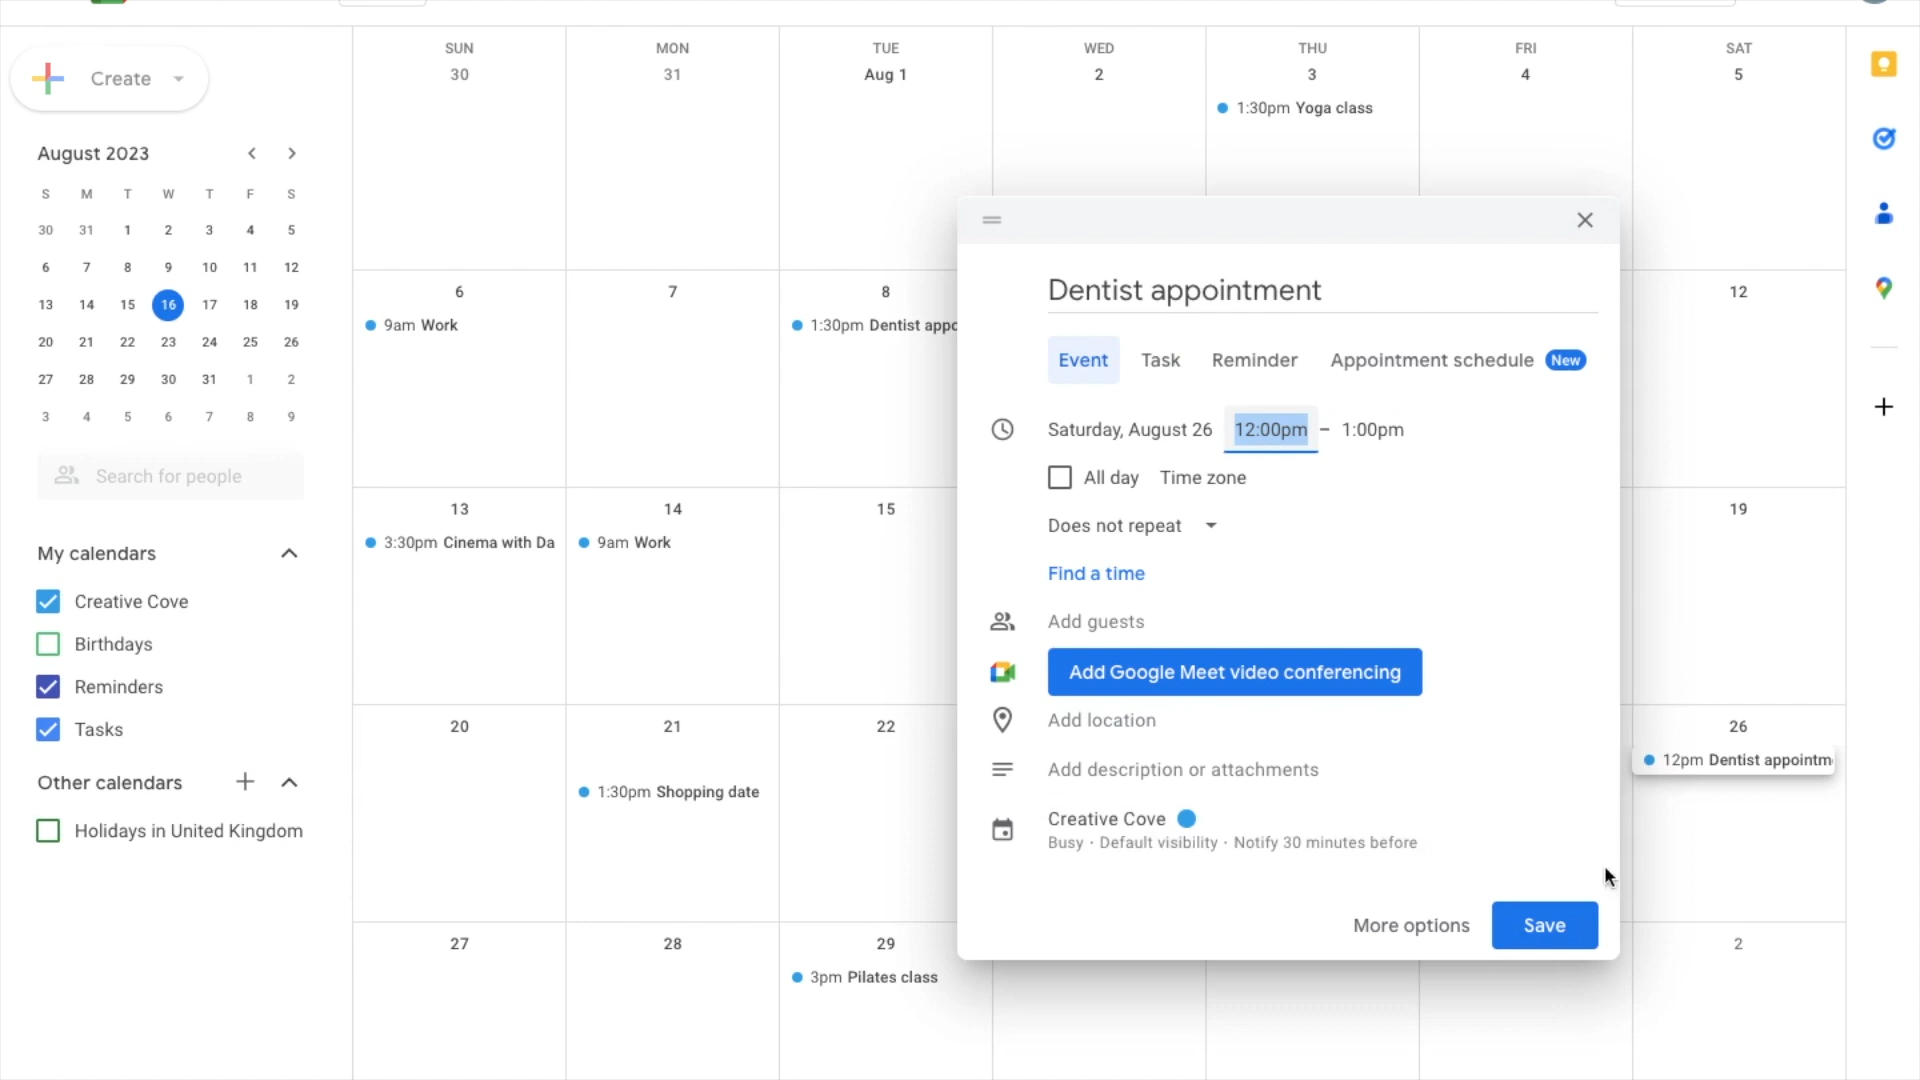 SUN MON TUE WED THU FRI SAT
30 31 Aug 1 2 3 4 5
1:30pm Yoga class
Create
August 2023
S M T W T F S
30 31 1 2 3 4 5
6 7 8 9 10 11 12
13 14 15 16 17 18 19
20 21 22 23 24 25 26
27 28 29 30 31 1 2
3 4 5 6 7 8 9
Search for people
My calendars
Creative Cove
Birthdays
Reminders
Tasks
Other calendars
Holidays in United Kingdom
6 7 8 12
9am Work
1:30pm Dentist appo
13 14 15 19
3:30pm Cinema with Da
9am Work
20 21 22 26
1:30pm Shopping date
12pm Dentist appointm
27 28 29 2
3pm Pilates class
Dentist appointment
Event Task Reminder Appointment schedule New
Saturday, August 26 12:00pm – 1:00pm
All day Time zone
Does not repeat
Find a time
Add guests
Add Google Meet video conferencing
Add location
Add description or attachments
Creative Cove
Busy · Default visibility · Notify 30 minutes before
More options Save